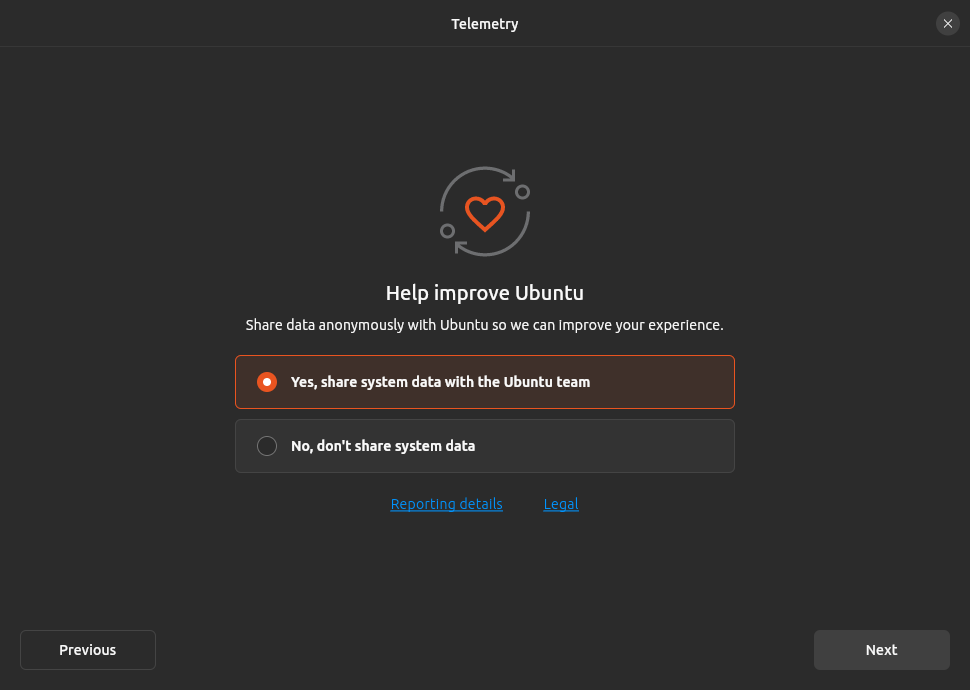 Telemetry
Help improve Ubuntu
Share data anonymously with Ubuntu so we can improve your experience.
Yes, share system data with the Ubuntu team
No, don't share system data
Reporting details Legal
Previous Next